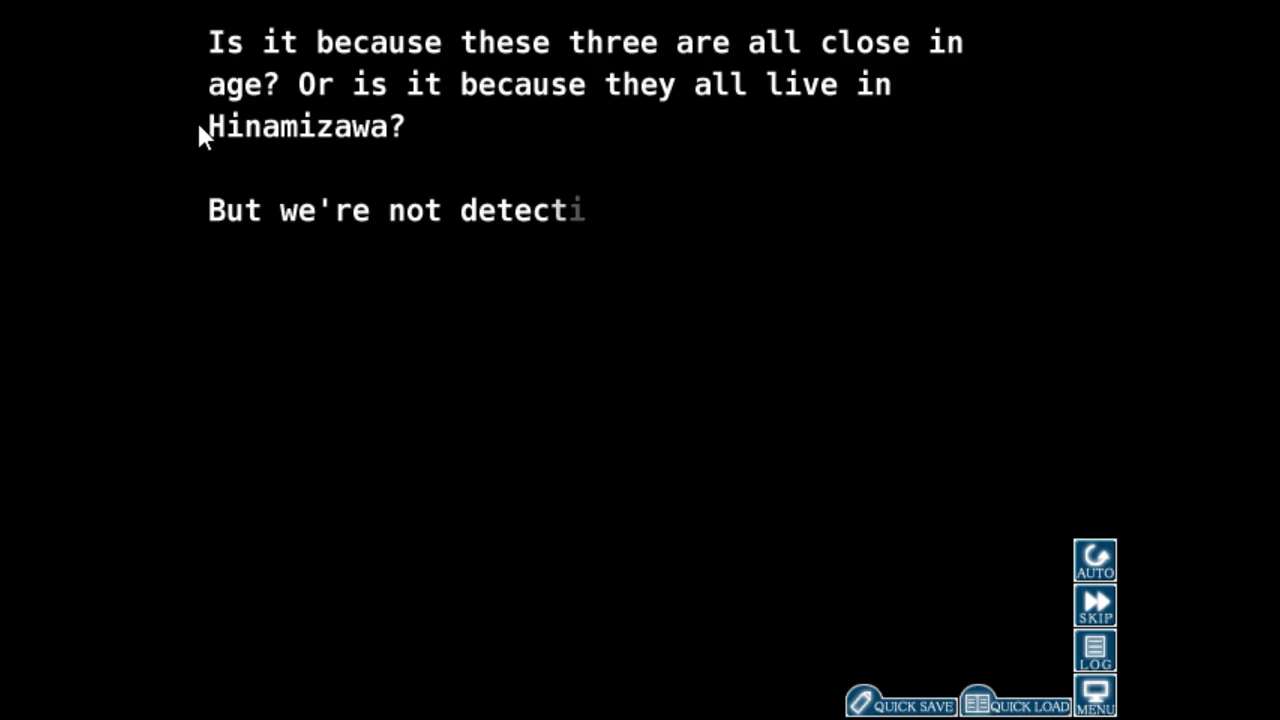 Is it because these three are all close in
age? Or is it because they all live in
Hinamizawa?
But we're not detecti
AUTO
SKIP
LOG
QUICK SAVE
QUICK LOAD
MENU